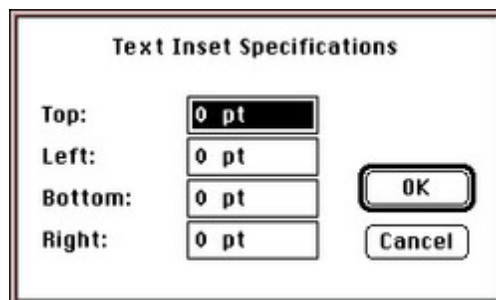 Text Inset Specifications
Top: 0 pt
Left: 0 pt
Bottom: 0 pt
Right: 0 pt
OK
Cancel